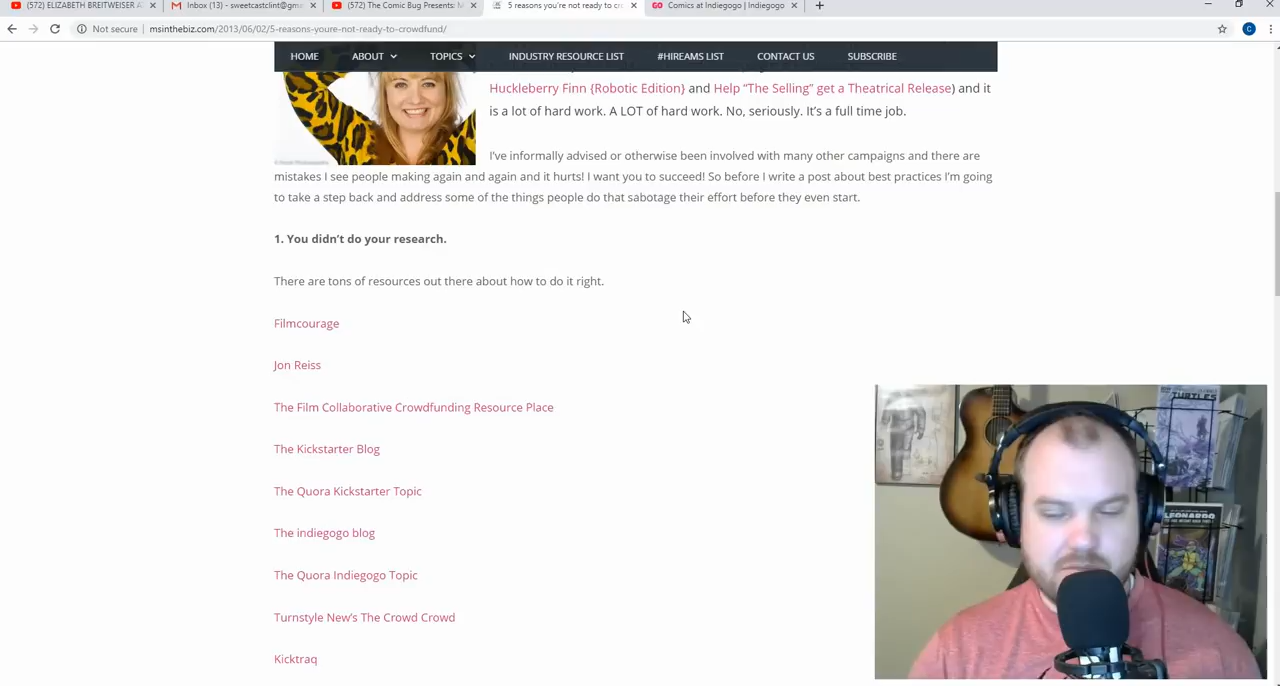 (572) ELIZABETH BREITWEISER A
Inbox (13) - sweetcastclint@gma
(572) The Comic Bug Presents: M
5 reasons you're not ready to cro
Comics at Indiegogo | Indiegogo
Not secure | msinthebiz.com/2013/06/02/5-reasons-youre-not-ready-to-crowdfund/
HOME ABOUT TOPICS INDUSTRY RESOURCE LIST #HIREAMS LIST CONTACT US SUBSCRIBE
Huckleberry Finn {Robotic Edition} and Help “The Selling” get a Theatrical Release) and it
is a lot of hard work. A LOT of hard work. No, seriously. It’s a full time job.
I’ve informally advised or otherwise been involved with many other campaigns and there are
mistakes I see people making again and again and it hurts! I want you to succeed! So before I write a post about best practices I’m going
to take a step back and address some of the things people do that sabotage their effort before they even start.
1. You didn’t do your research.
There are tons of resources out there about how to do it right.
Filmcourage
Jon Reiss
The Film Collaborative Crowdfunding Resource Place
The Kickstarter Blog
The Quora Kickstarter Topic
The indiegogo blog
The Quora Indiegogo Topic
Turnstyle New’s The Crowd Crowd
Kicktraq
C
TURTLES
LEONARDO